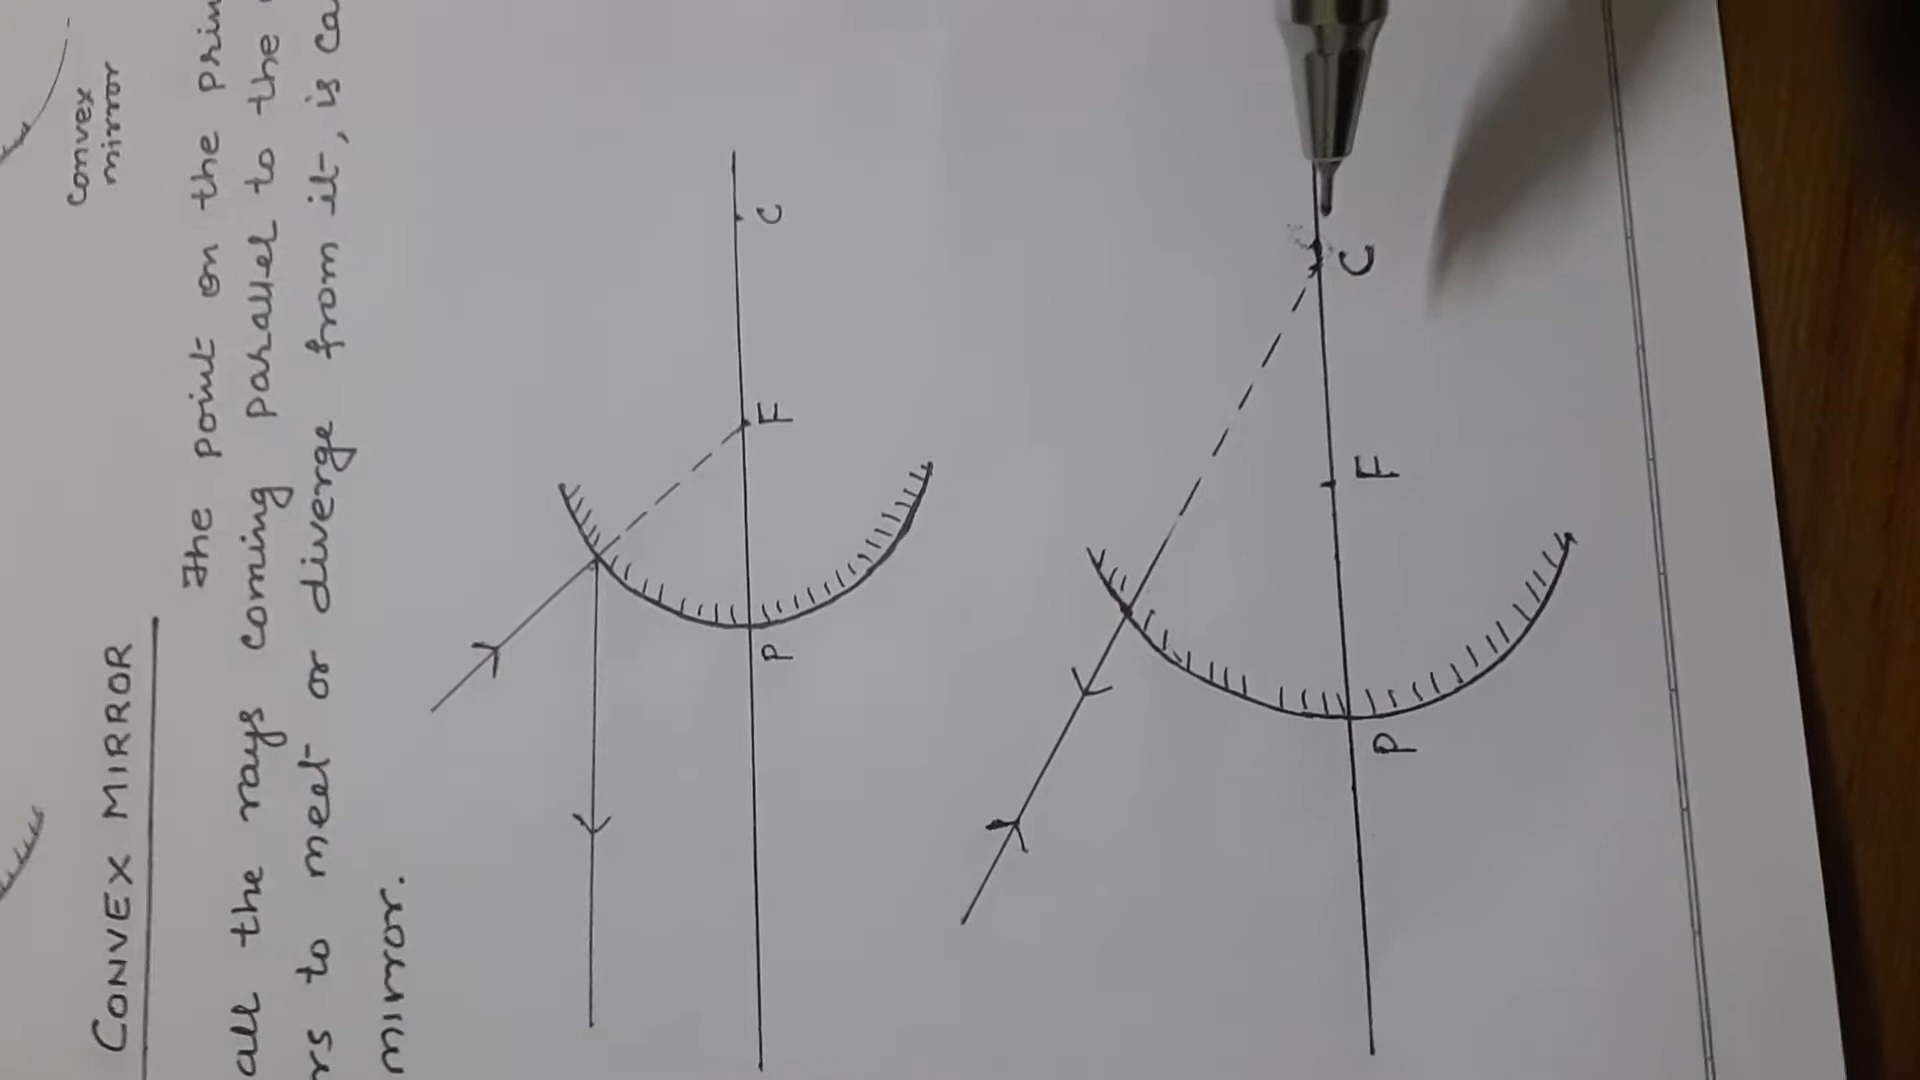 convex
mirror
CONVEX MIRROR
The point on the prin
all the rays coming parallel to the
rs to meet or diverge from it, is ca
mirror.
P F C
P F C